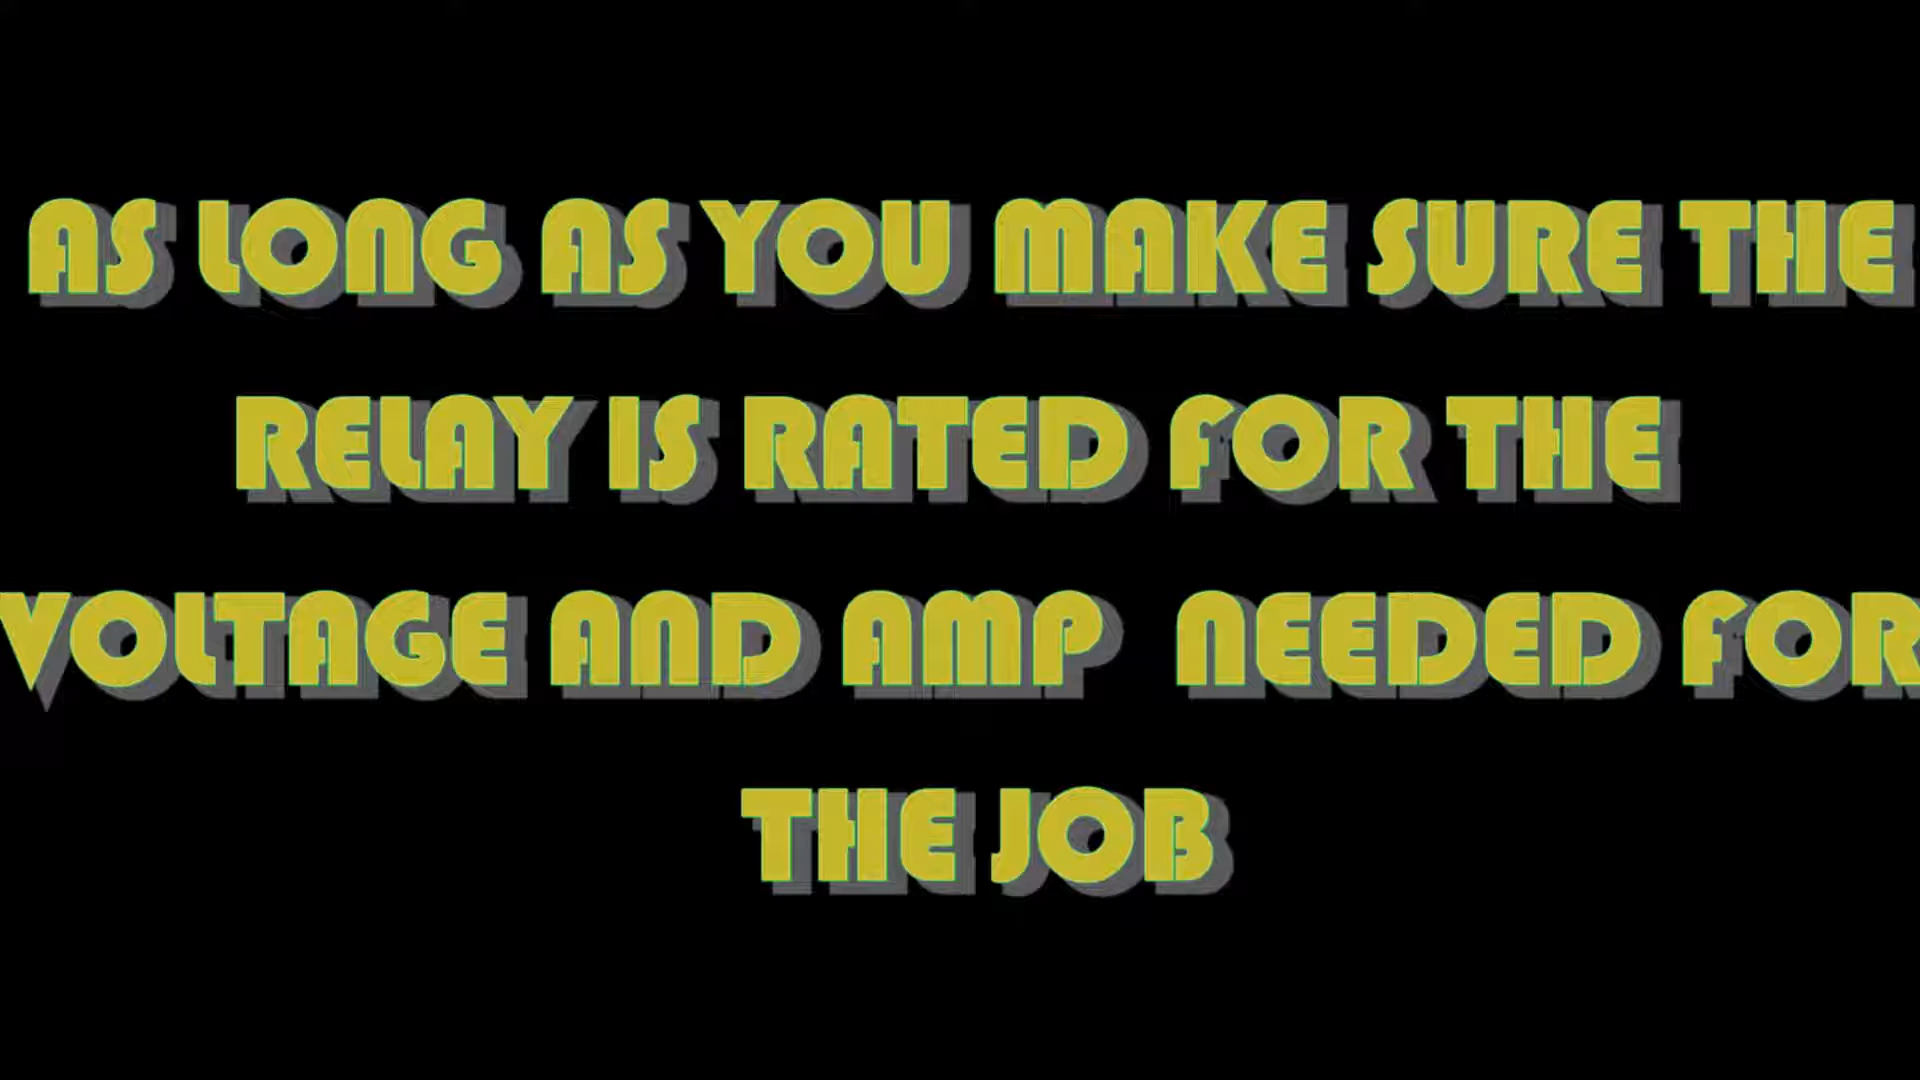 AS LONG AS YOU MAKE SURE THE
RELAY IS RATED FOR THE
VOLTAGE AND AMP NEEDED FOR
THE JOB